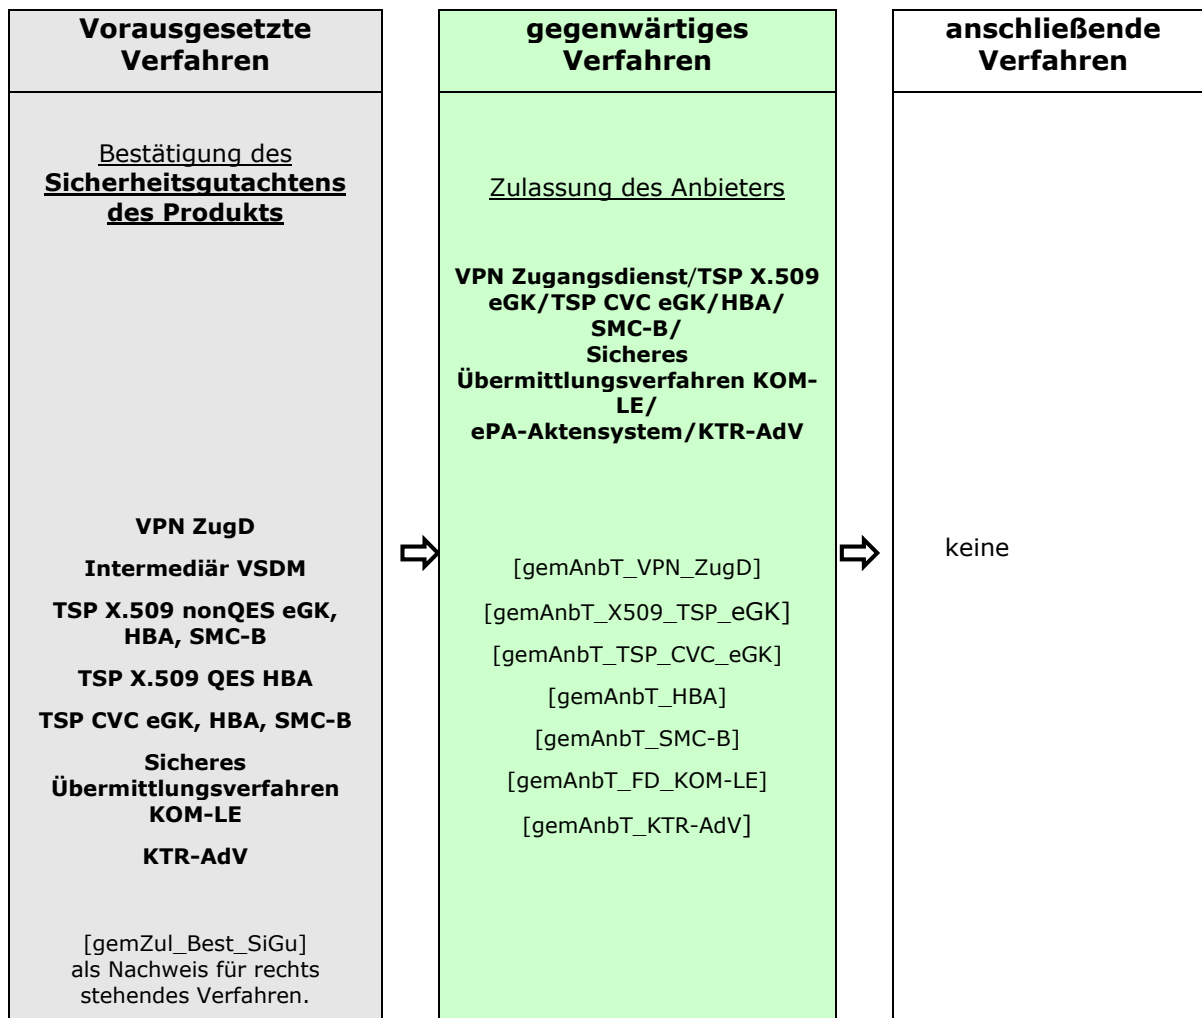 Vorausgesetzte
Verfahren
Bestätigung des
Sicherheitsgutachtens
des Produkts
VPN ZugD
Intermediär VSDM
TSP X.509 nonQES eGK,
HBA, SMC-B
TSP X.509 QES HBA
TSP CVC eGK, HBA, SMC-B
Sicheres
Übermittlungsverfahren
KOM-LE
KTR-AdV
[gemZul_Best_SiGu]
als Nachweis für rechts
stehendes Verfahren.
gegenwärtiges
Verfahren
Zulassung des Anbieters
VPN Zugangsdienst/TSP X.509
eGK/TSP CVC eGK/HBA/
SMC-B/
Sicheres
Übermittlungsverfahren KOM-
LE/
ePA-Aktensystem/KTR-AdV
[gemAnbT_VPN_ZugD]
[gemAnbT_X509_TSP_eGK]
[gemAnbT_TSP_CVC_eGK]
[gemAnbT_HBA]
[gemAnbT_SMC-B]
[gemAnbT_FD_KOM-LE]
[gemAnbT_KTR-AdV]
anschließende
Verfahren
keine